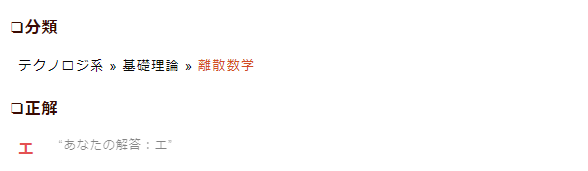 ❏分類
テクノロジ系 » 基礎理論 » 離散数学
❏正解
エ “あなたの解答：エ”